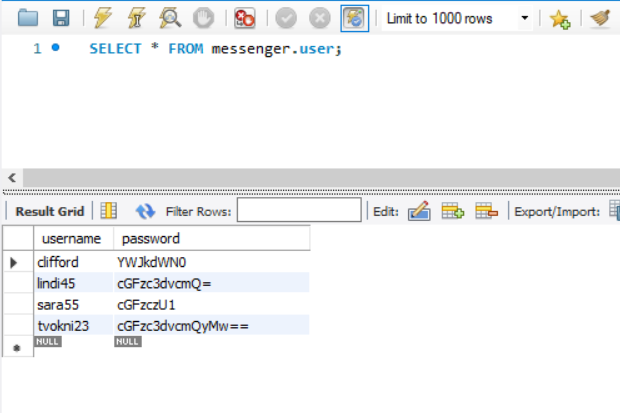 Limit to 1000 rows
1 SELECT * FROM messenger.user;
Result Grid Filter Rows: Edit: Export/Import:
username password
clifford YWJkdWN0
lindi45 cGFzc3dvcmQ=
sara55 cGFzczU1
tvokni23 cGFzc3dvcmQyMw==
NULL NULL